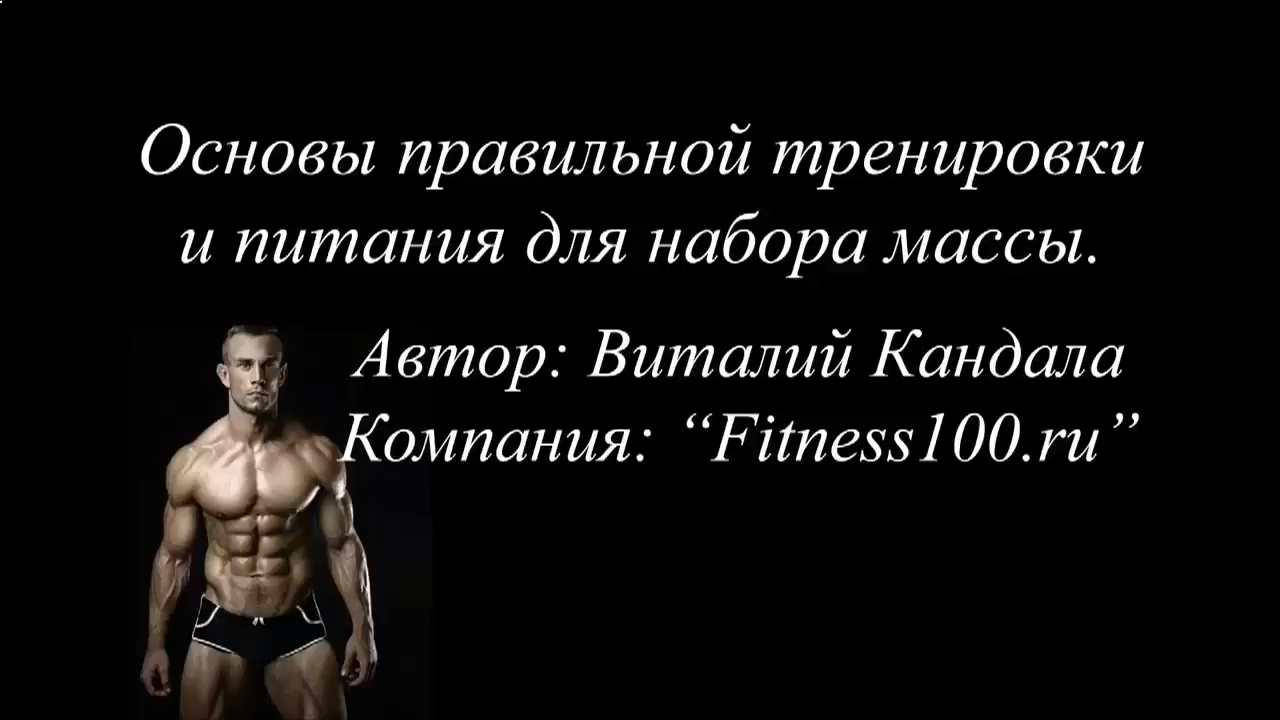 Основы правильной тренировки
и питания для набора массы.
Автор: Виталий Кандала
Компания: “Fitness100.ru”